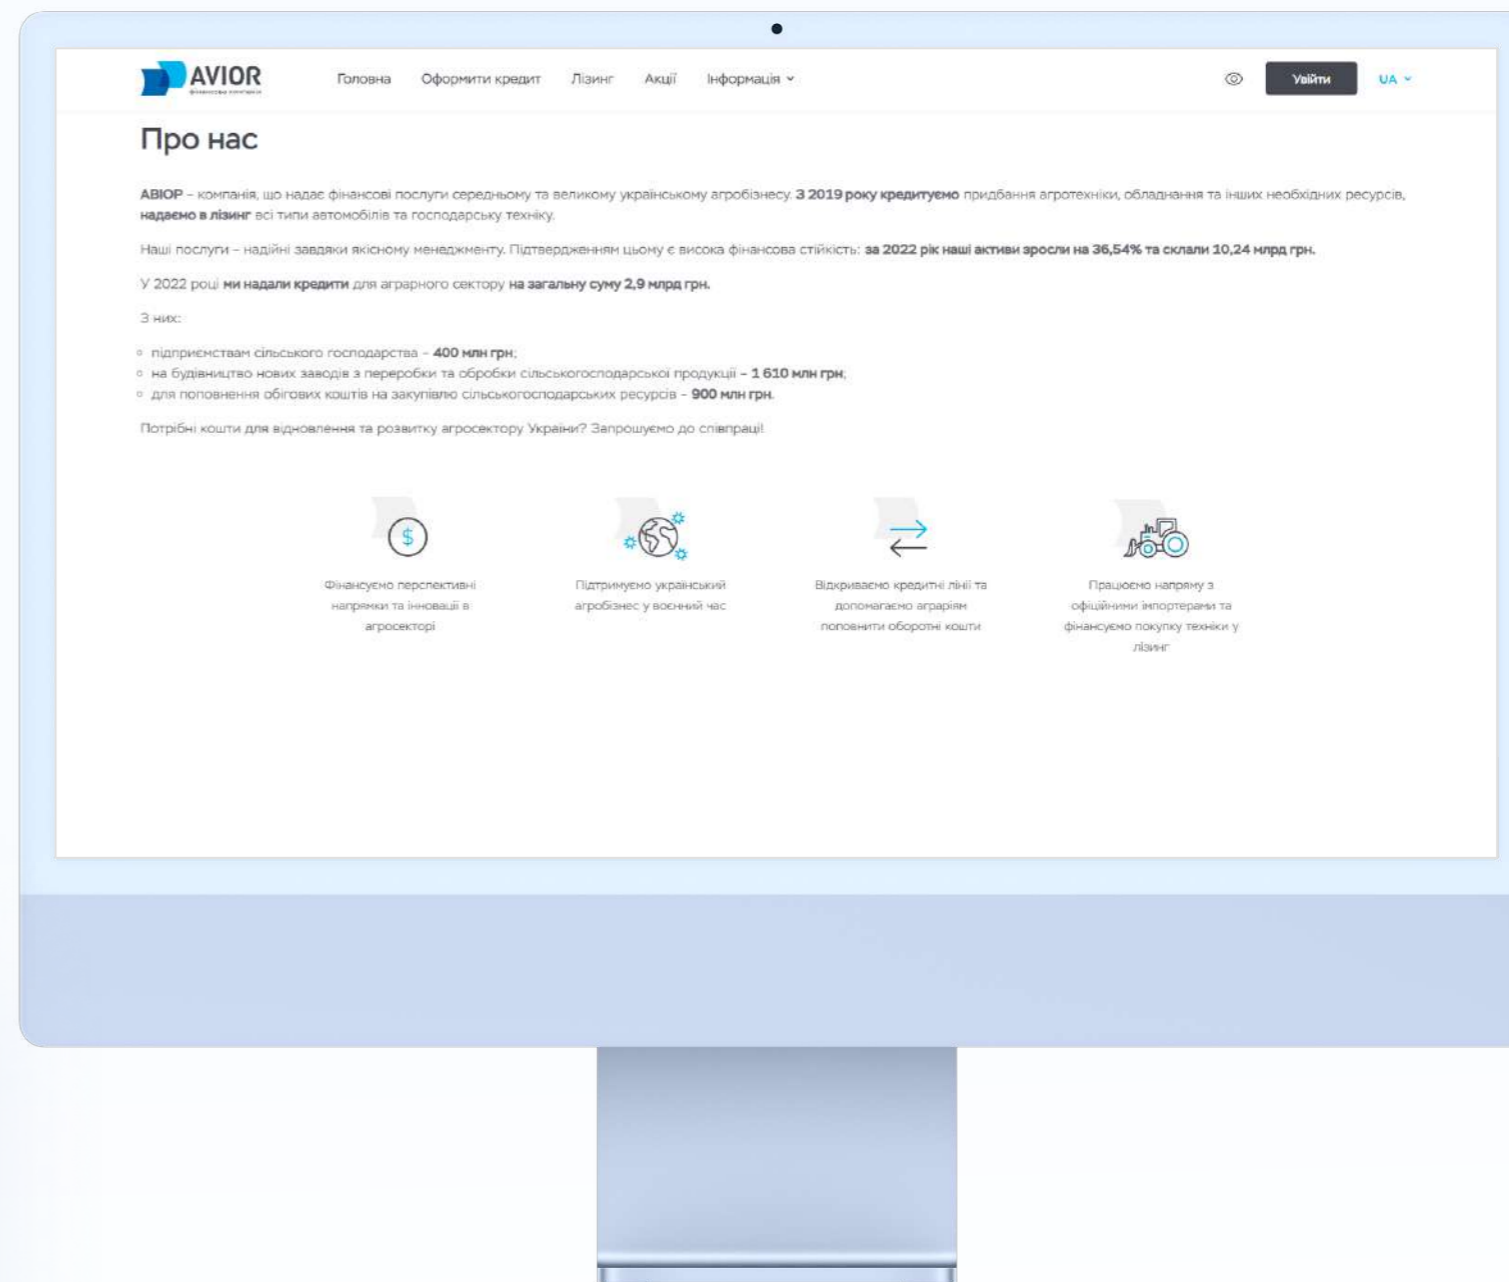 AVIOR
фінансова компанія
Головна Оформити кредит Лізинг Акції Інформація
Увійти
UA
Про нас
АВІОР – компанія, що надає фінансові послуги середньому та великому українському агробізнесу. З 2019 року кредитуємо придбання агротехніки, обладнання та інших необхідних ресурсів,
надаємо в лізинг всі типи автомобілів та господарську техніку.
Наші послуги – надійні завдяки якісному менеджменту. Підтвердженням цьому є висока фінансова стійкість: за 2022 рік наші активи зросли на 36,54% та склали 10,24 млрд грн.
У 2022 році ми надали кредити для аграрного сектору на загальну суму 2,9 млрд грн.
З них:
підприємствам сільського господарства – 400 млн грн;
на будівництво нових заводів з переробки та обробки сільськогосподарської продукції – 1 610 млн грн;
для поповнення обігових коштів на закупівлю сільськогосподарських ресурсів – 900 млн грн.
Потрібні кошти для відновлення та розвитку агросектору України? Запрошуємо до співпраці!
$
Фінансуємо перспективні
напрямки та інновації в
агросекторі
Підтримуємо український
агробізнес у воєнний час
Відкриваємо кредитні лінії та
допомагаємо аграріям
поповнити оборотні кошти
Працюємо напряму з
офіційними імпортерами та
фінансуємо покупку техніки у
лізинг